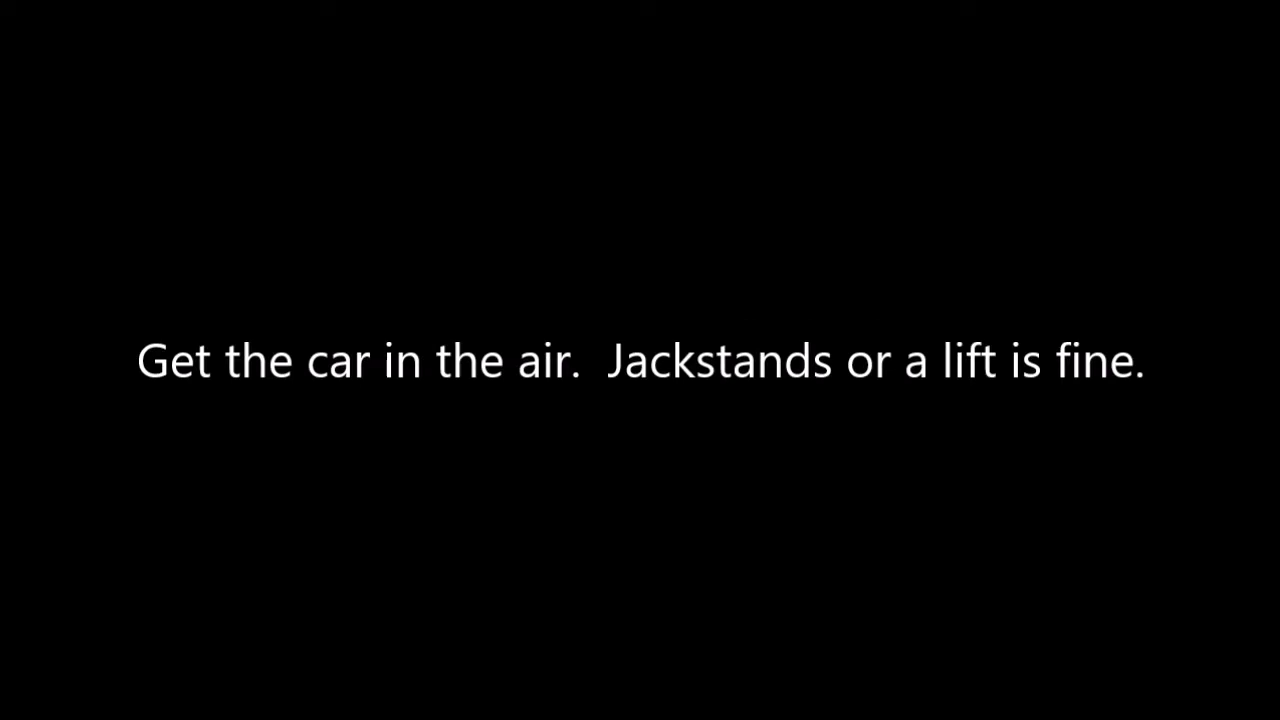 Get the car in the air.  Jackstands or a lift is fine.